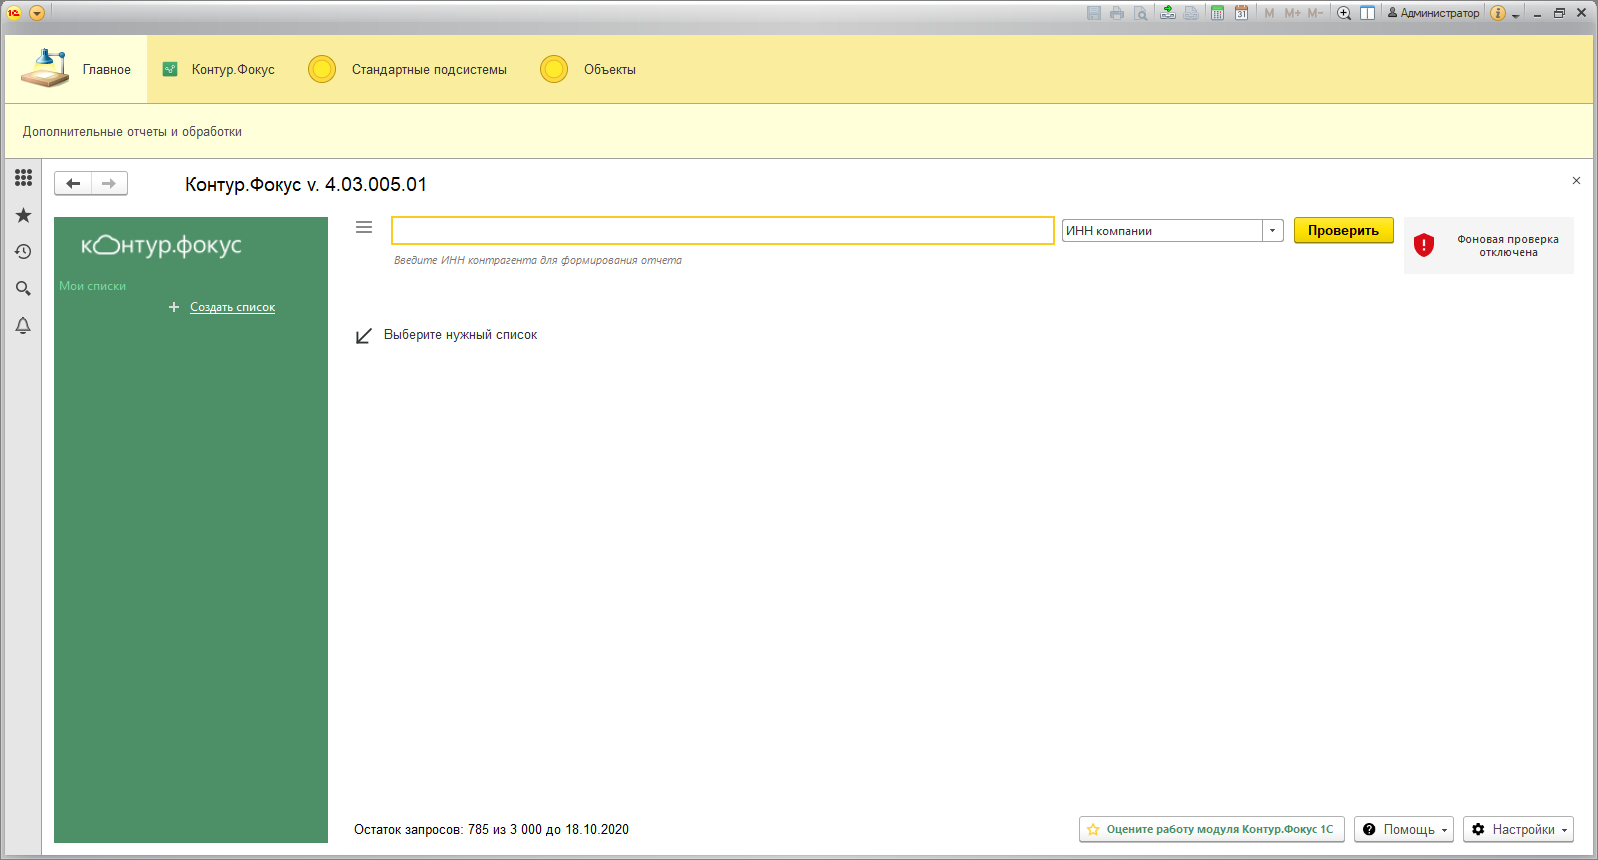 1С
31
M M+ M−
Администратор
Главное
Контур.Фокус
Стандартные подсистемы
Объекты
Дополнительные отчеты и обработки
Контур.Фокус v. 4.03.005.01
контур.фокус
Мои списки
+ Создать список
ИНН компании
Проверить
Фоновая проверка
отключена
Введите ИНН контрагента для формирования отчета
Выберите нужный список
Остаток запросов: 785 из 3 000 до 18.10.2020
Оцените работу модуля Контур.Фокус 1С
Помощь
Настройки